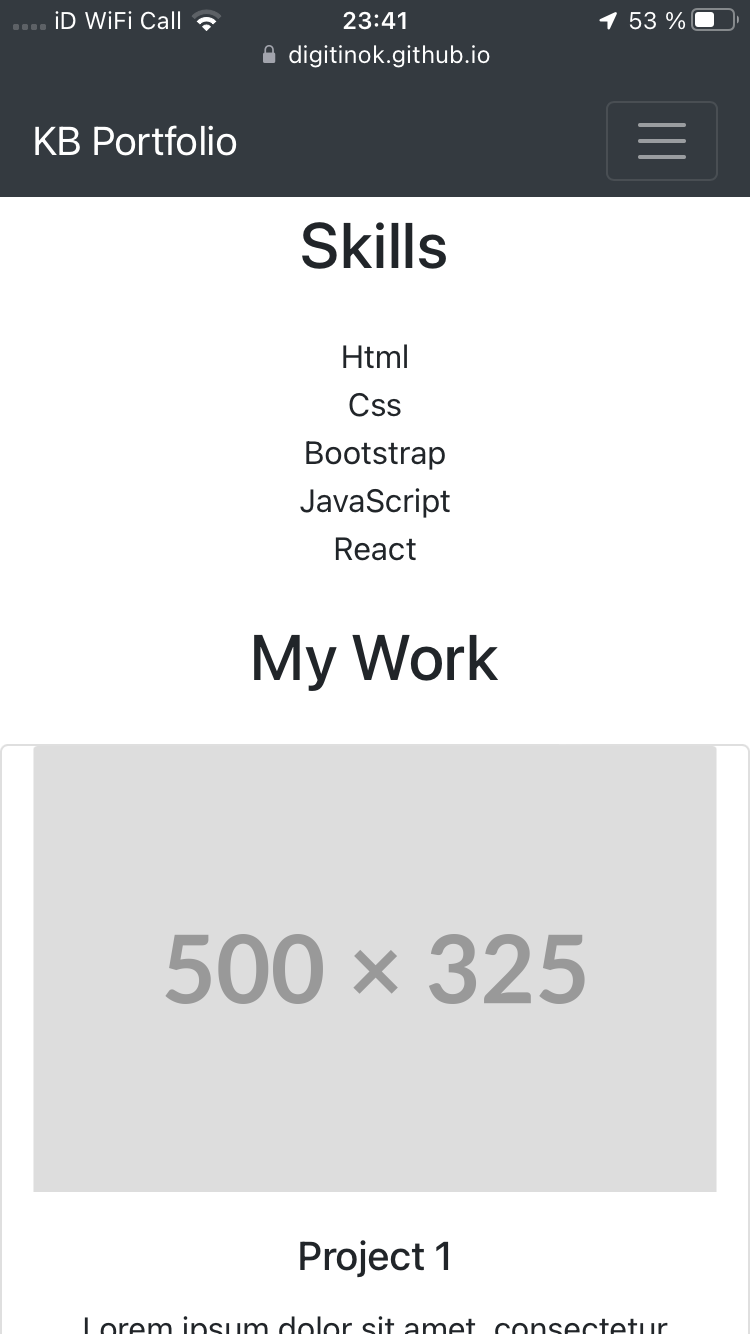 iD WiFi Call 23:41 53 %
digitinok.github.io
KB Portfolio
Skills
Html
Css
Bootstrap
JavaScript
React
My Work
500 × 325
Project 1
Lorem ipsum dolor sit amet, consectetur